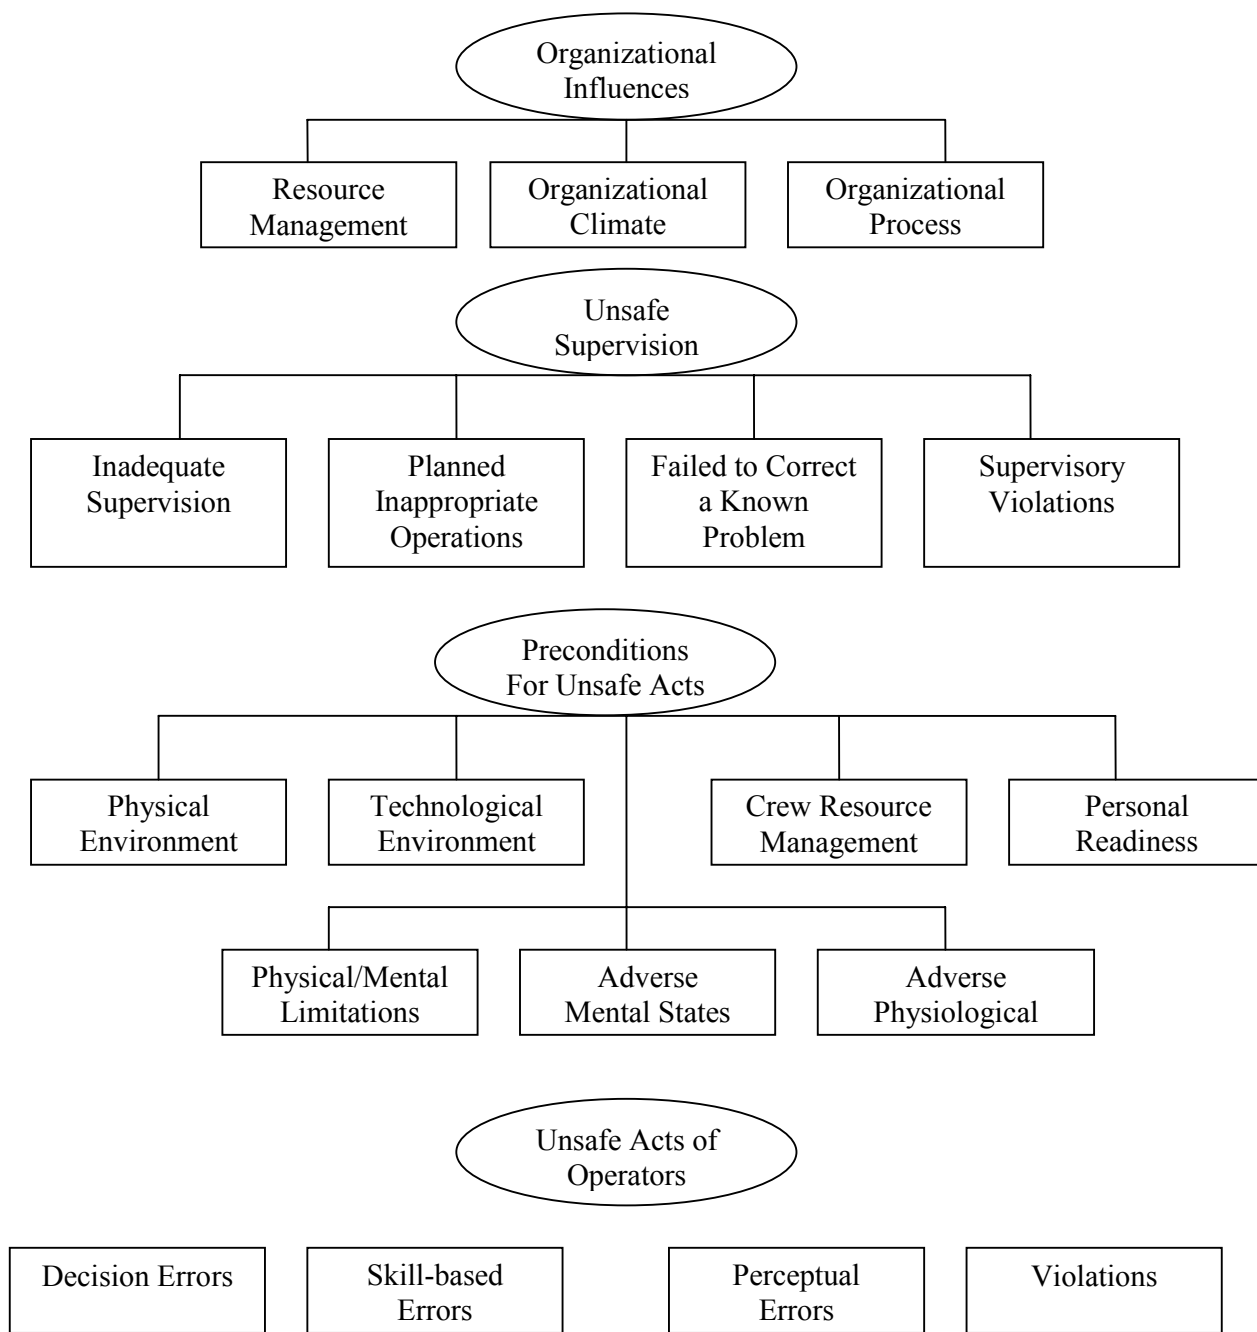 Organizational
Influences
Resource
Management
Organizational
Climate
Organizational
Process
Unsafe
Supervision
Inadequate
Supervision
Planned
Inappropriate
Operations
Failed to Correct
a Known
Problem
Supervisory
Violations
Preconditions
For Unsafe Acts
Physical
Environment
Technological
Environment
Crew Resource
Management
Personal
Readiness
Physical/Mental
Limitations
Adverse
Mental States
Adverse
Physiological
Unsafe Acts of
Operators
Decision Errors
Skill-based
Errors
Perceptual
Errors
Violations